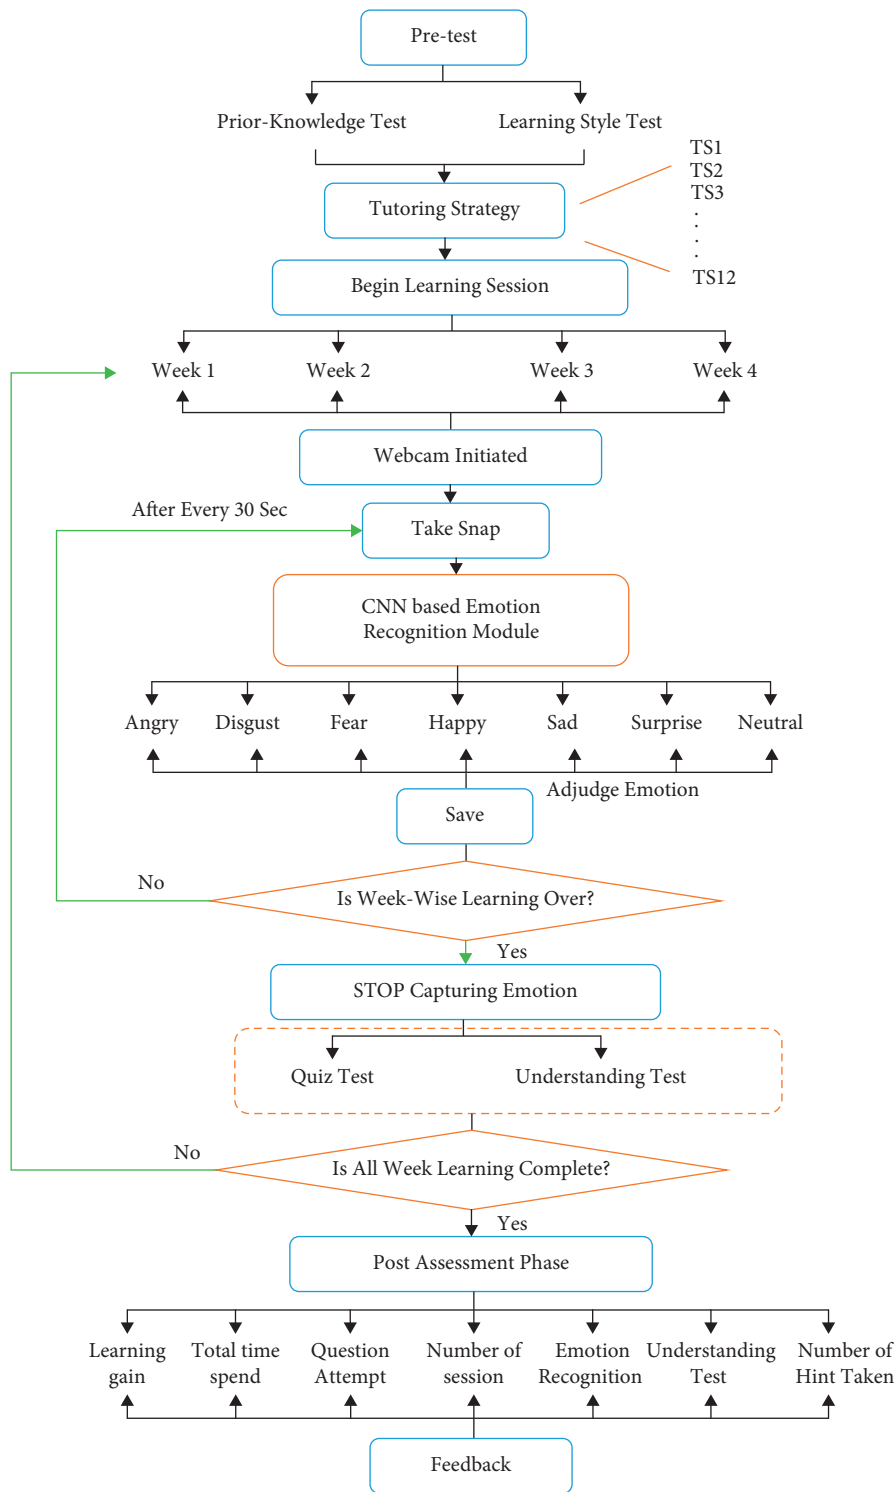 Pre-test
Prior-Knowledge Test
Learning Style Test
TS1
TS2
TS3
.
.
.
.
TS12
Tutoring Strategy
Begin Learning Session
Week 1
Week 2
Week 3
Week 4
Webcam Initiated
After Every 30 Sec
Take Snap
CNN based Emotion
Recognition Module
Angry
Disgust
Fear
Happy
Sad
Surprise
Neutral
Adjudge Emotion
Save
No
Is Week-Wise Learning Over?
Yes
STOP Capturing Emotion
Quiz Test
Understanding Test
No
Is All Week Learning Complete?
Yes
Post Assessment Phase
Learning
gain
Total time
spend
Question
Attempt
Number of
session
Emotion
Recognition
Understanding
Test
Number of
Hint Taken
Feedback